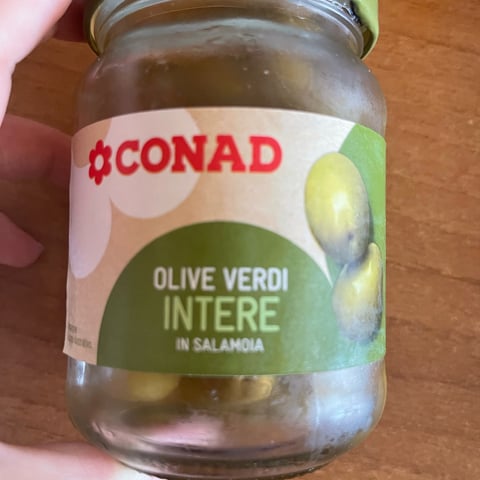 CONAD
OLIVE VERDI
INTERE
IN SALAMOIA